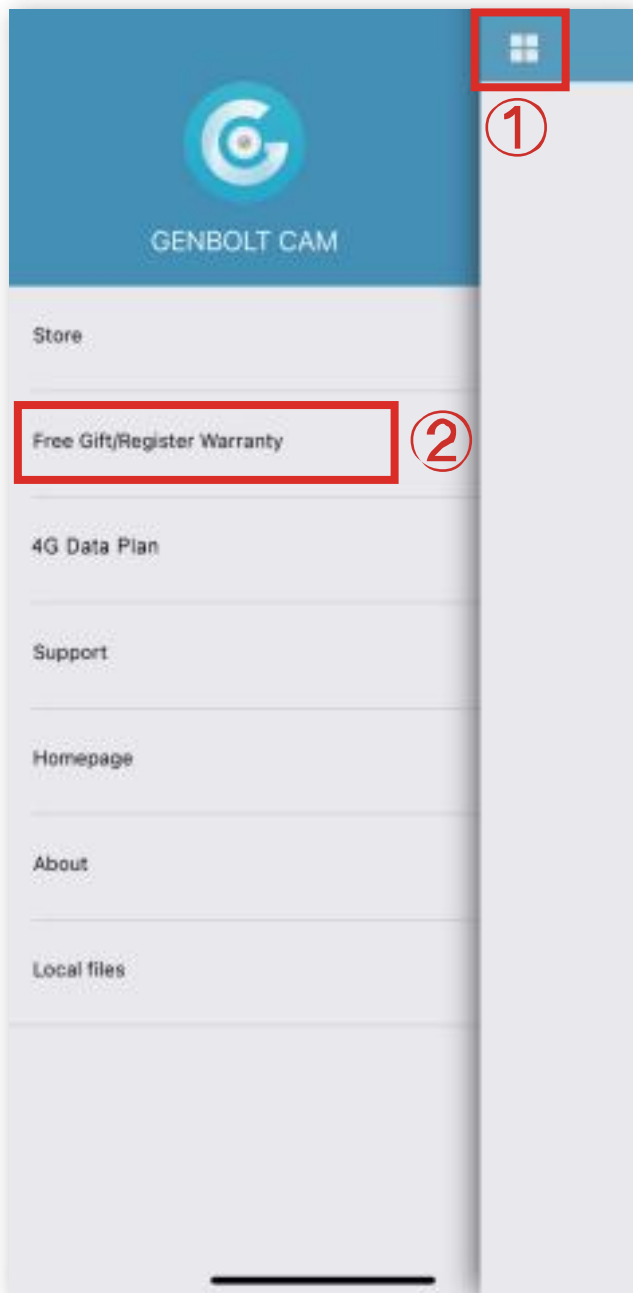 ①
GENBOLT CAM
Store
Free Gift/Register Warranty
②
4G Data Plan
Support
Homepage
About
Local files